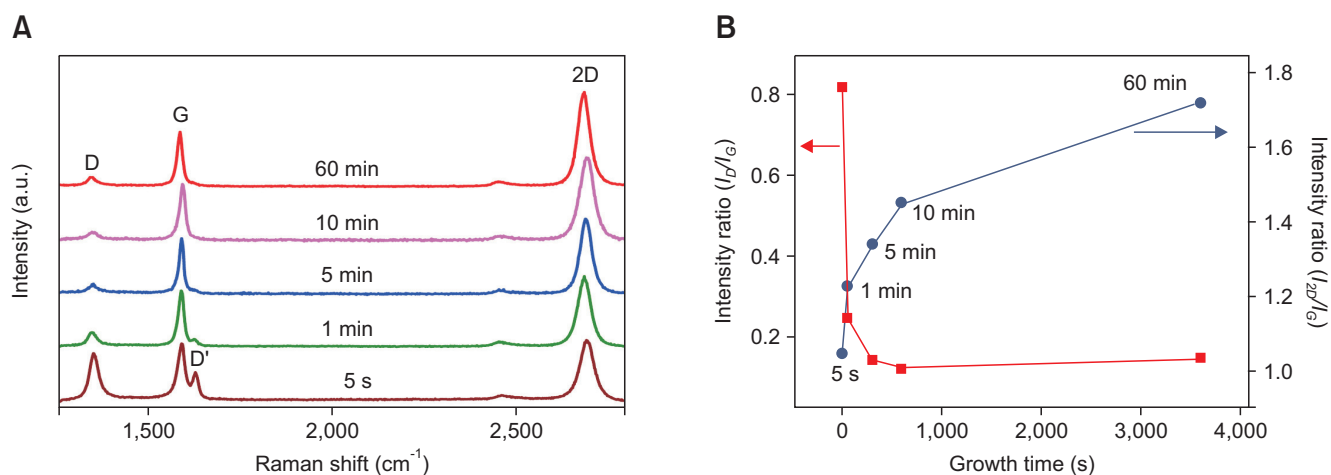 A
Intensity (a.u.)
D
G
2D
60 min
10 min
5 min
1 min
D'
5 s
1,500
2,000
2,500
Raman shift (cm⁻¹)
B
Intensity ratio (I_D/I_G)
0.8
0.6
0.4
0.2
60 min
10 min
5 min
1 min
5 s
1.8
1.6
1.4
1.2
1.0
Intensity ratio (I_2D/I_G)
0
1,000
2,000
3,000
4,000
Growth time (s)